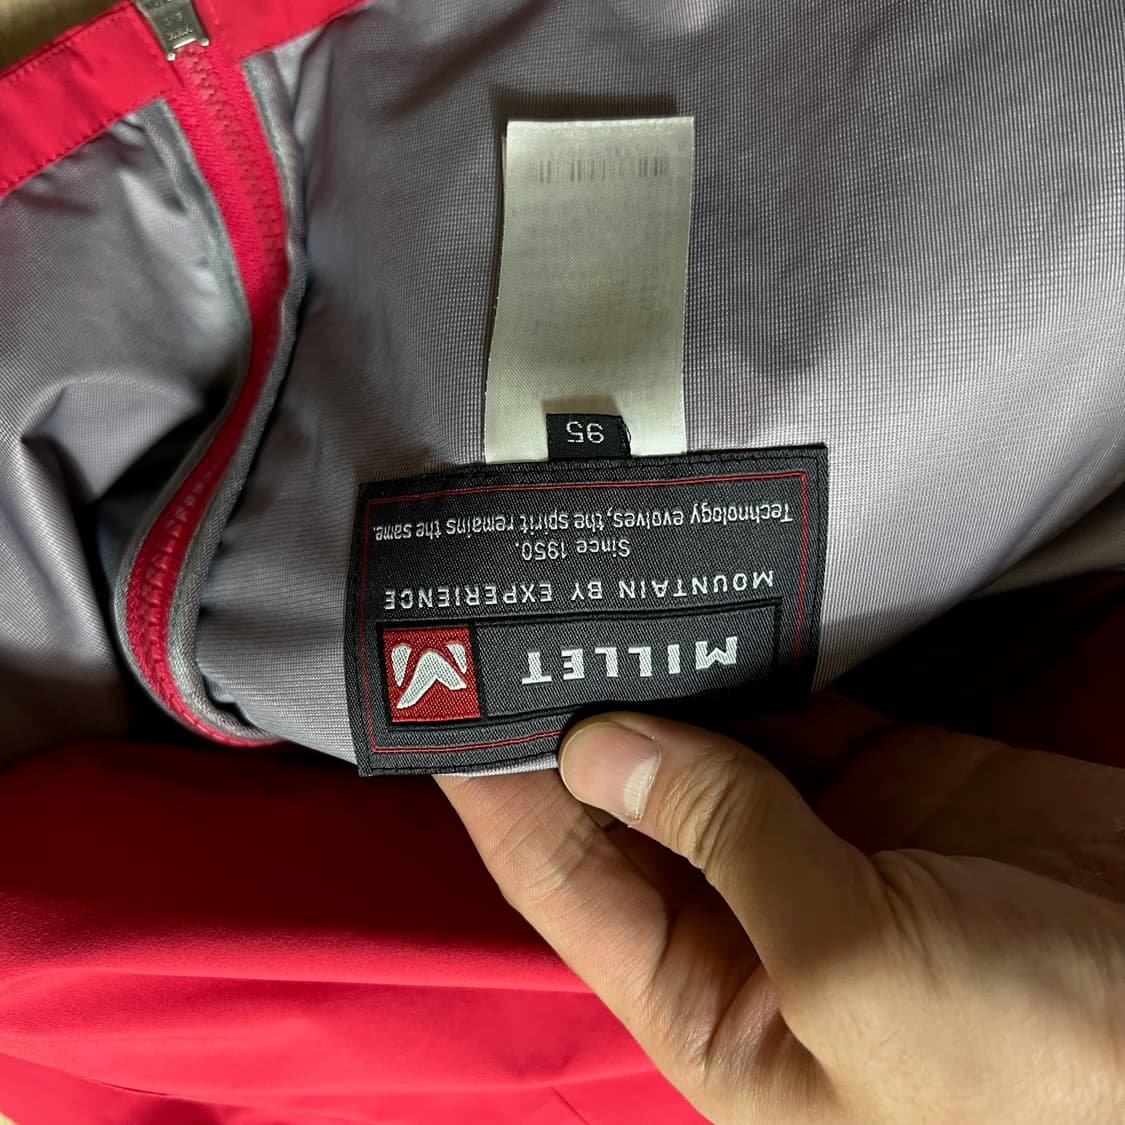 MILLET
MOUNTAIN BY EXPERIENCE
Since 1950.
Technology evolves, the spirit remains the same.
95